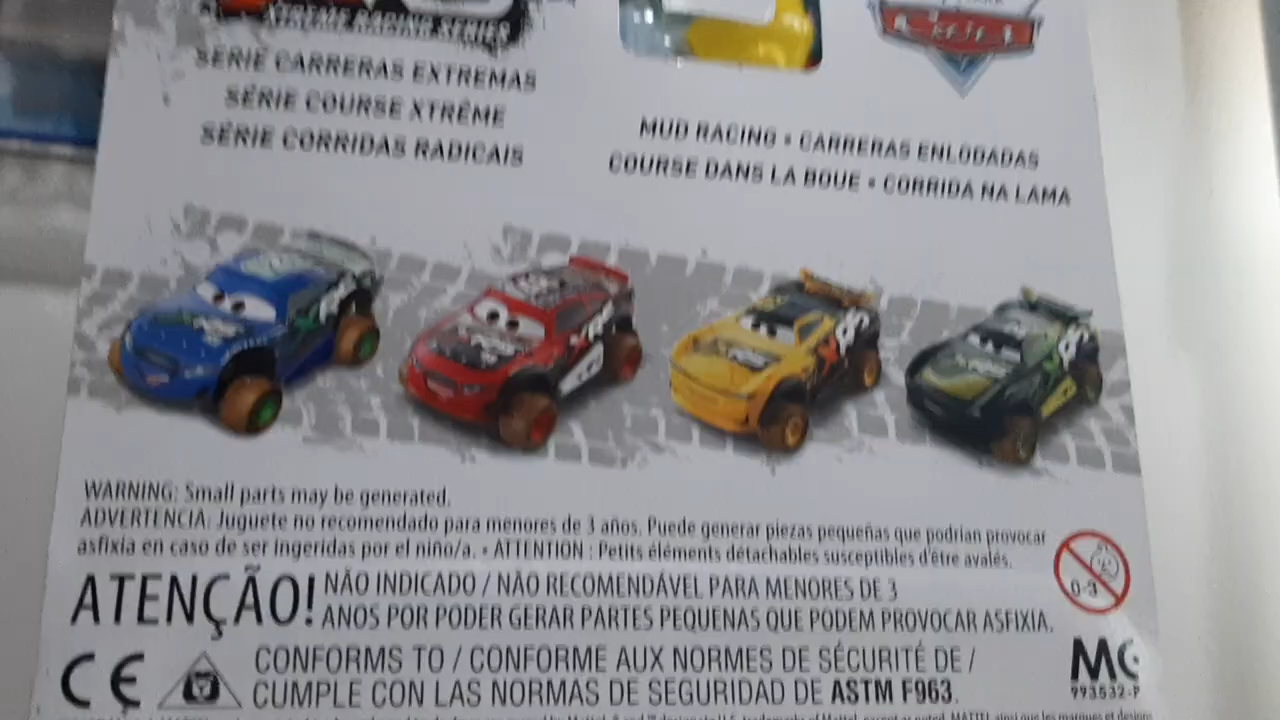 XTREME RACING SERIES
SERIE CARRERAS EXTREMAS
SÉRIE COURSE XTRÊME
SÉRIE CORRIDAS RADICAIS
MUD RACING • CARRERAS ENLODADAS
COURSE DANS LA BOUE • CORRIDA NA LAMA
WARNING: Small parts may be generated.
ADVERTENCIA: Juguete no recomendado para menores de 3 años. Puede generar piezas pequeñas que podrían provocar
asfixia en caso de ser ingeridas por el niño/a. • ATTENTION : Petits éléments détachables susceptibles d'être avalés.
ATENÇÃO! NÃO INDICADO / NÃO RECOMENDÁVEL PARA MENORES DE 3
ANOS POR PODER GERAR PARTES PEQUENAS QUE PODEM PROVOCAR ASFIXIA.
0-3
CE CONFORMS TO / CONFORME AUX NORMES DE SÉCURITÉ DE /
CUMPLE CON LAS NORMAS DE SEGURIDAD DE ASTM F963.
993532-P